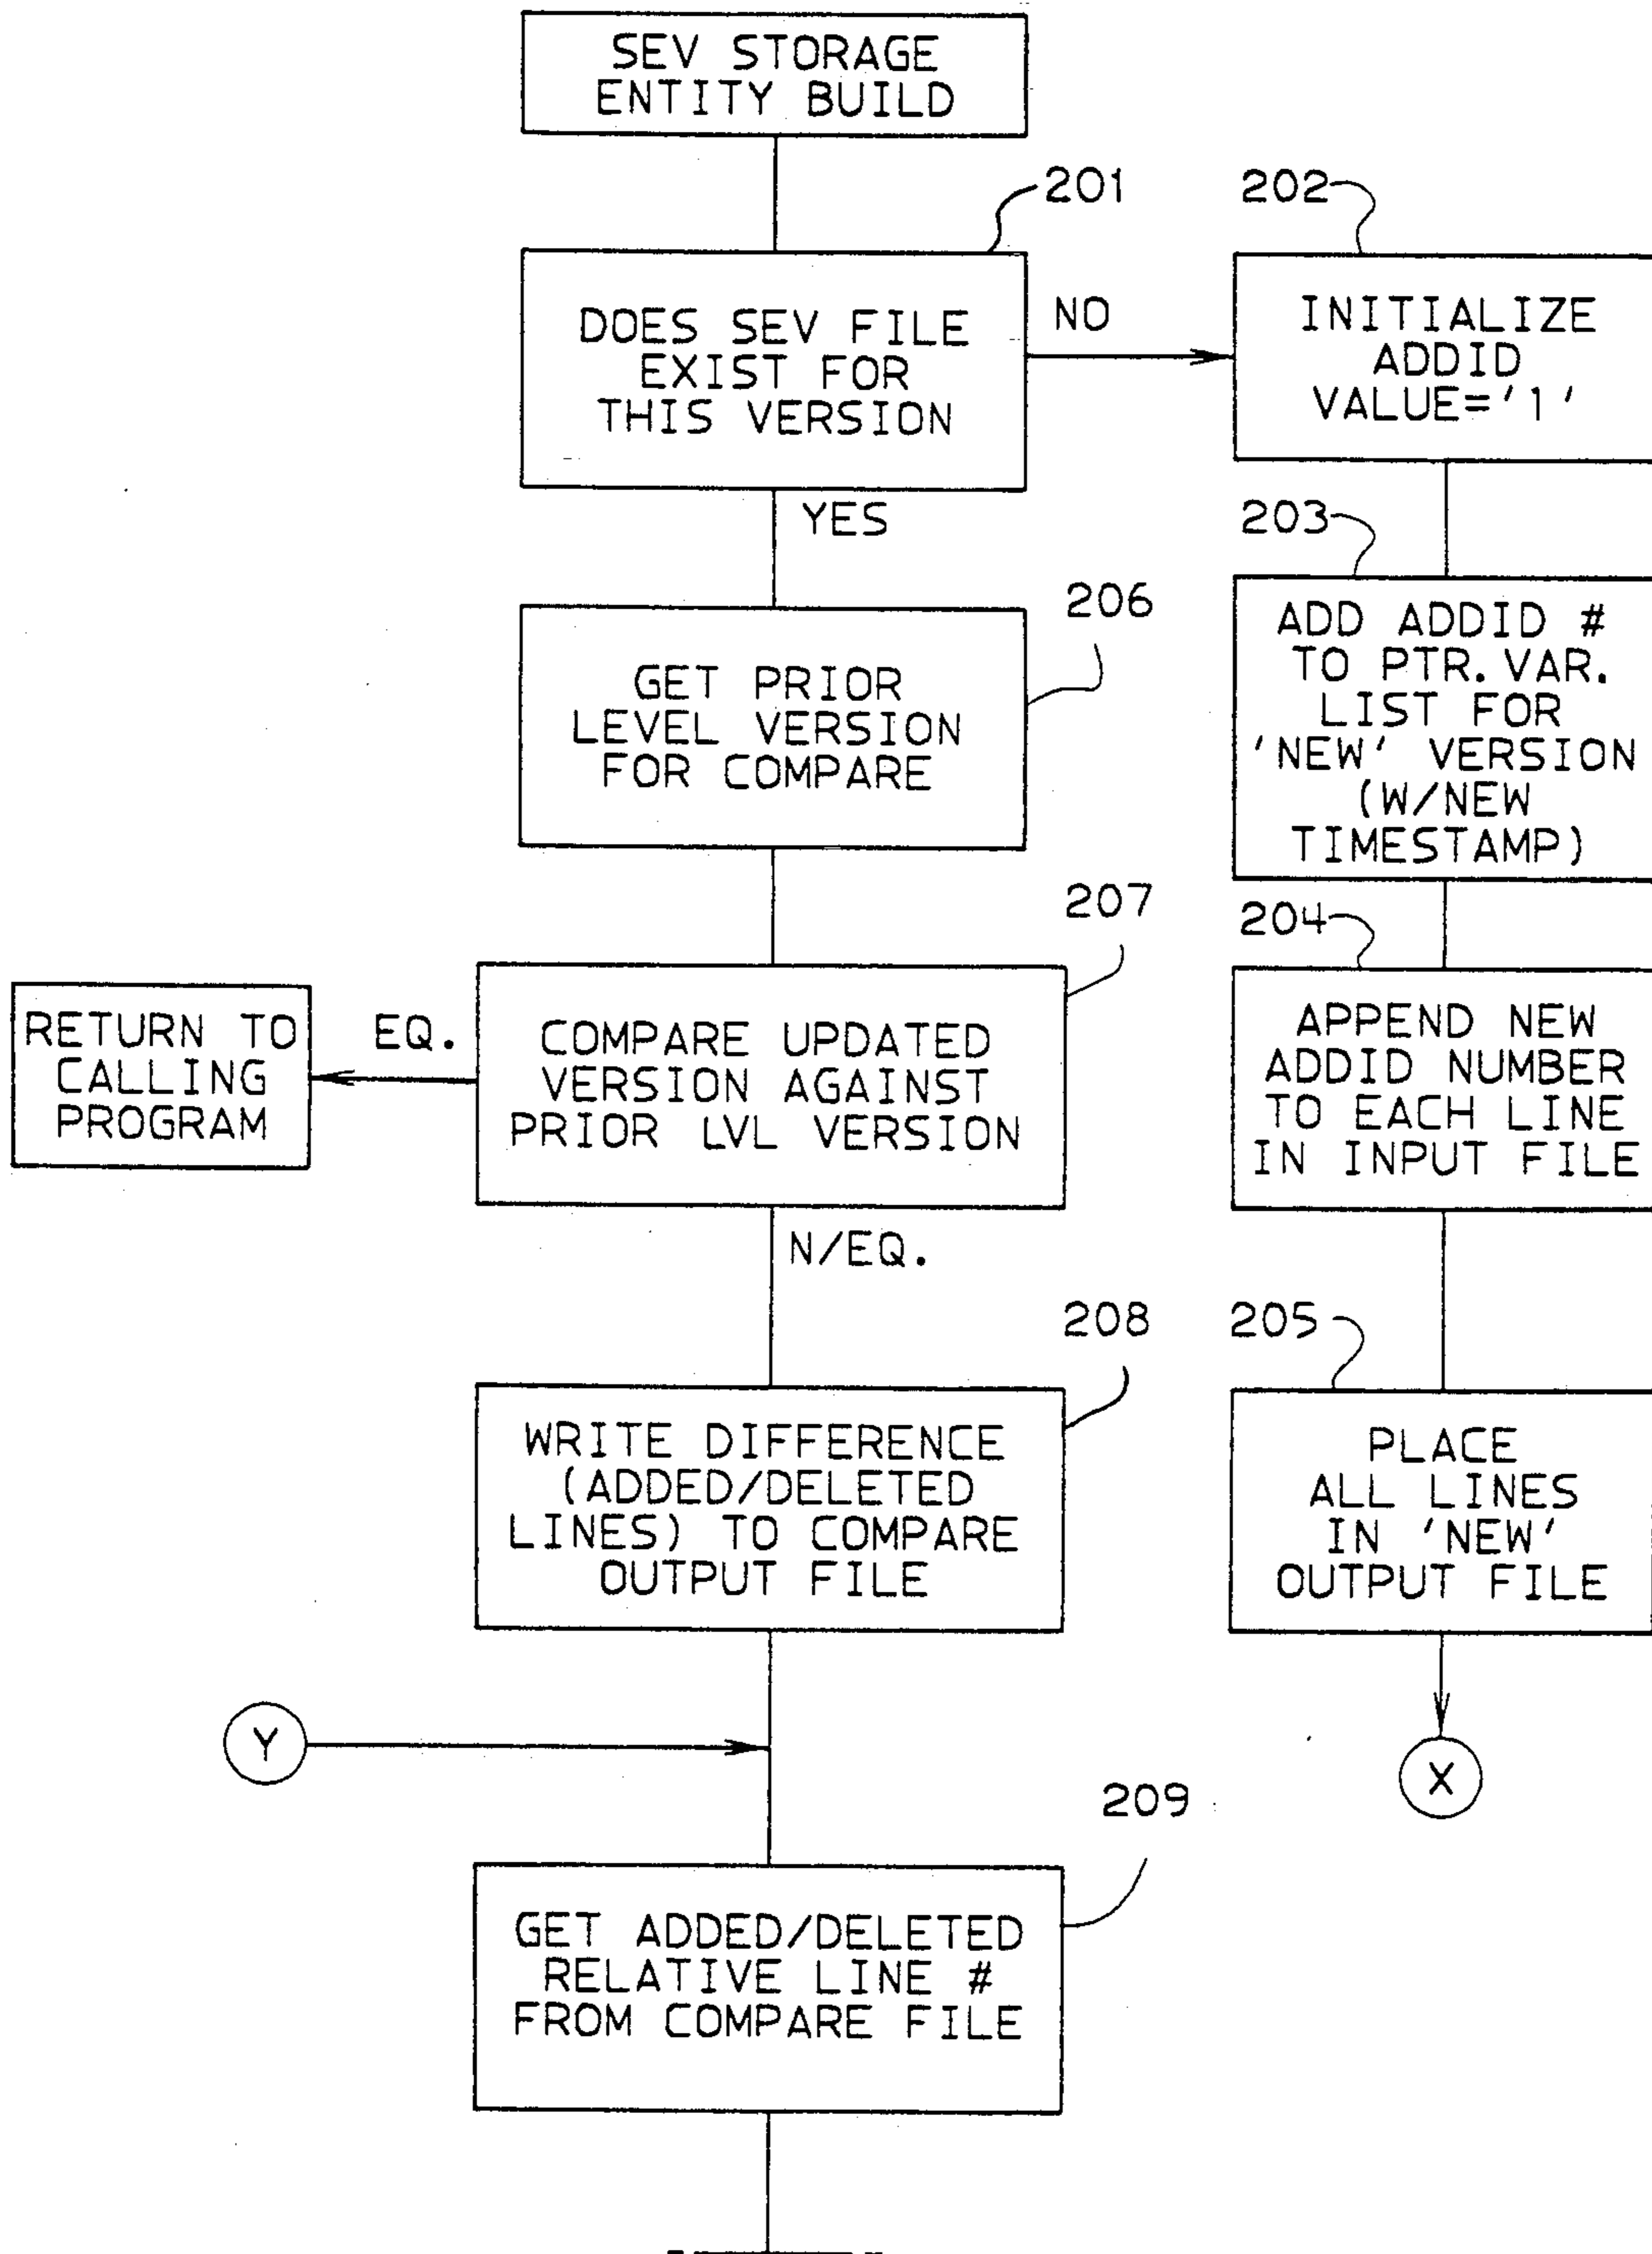 SEV STORAGE
ENTITY BUILD
201
DOES SEV FILE
EXIST FOR
THIS VERSION
NO
202
INITIALIZE
ADDID
VALUE='1'
YES
203
ADD ADDID #
TO PTR.VAR.
LIST FOR
'NEW' VERSION
(W/NEW
TIMESTAMP)
206
GET PRIOR
LEVEL VERSION
FOR COMPARE
204
APPEND NEW
ADDID NUMBER
TO EACH LINE
IN INPUT FILE
207
COMPARE UPDATED
VERSION AGAINST
PRIOR LVL VERSION
EQ.
RETURN TO
CALLING
PROGRAM
N/EQ.
205
PLACE
ALL LINES
IN 'NEW'
OUTPUT FILE
X
208
WRITE DIFFERENCE
(ADDED/DELETED
LINES) TO COMPARE
OUTPUT FILE
Y
209
GET ADDED/DELETED
RELATIVE LINE #
FROM COMPARE FILE